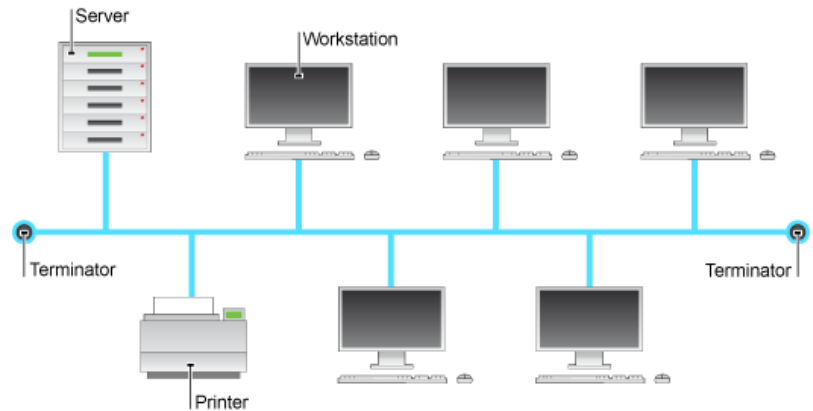 Server
Workstation
Terminator
Terminator
Printer